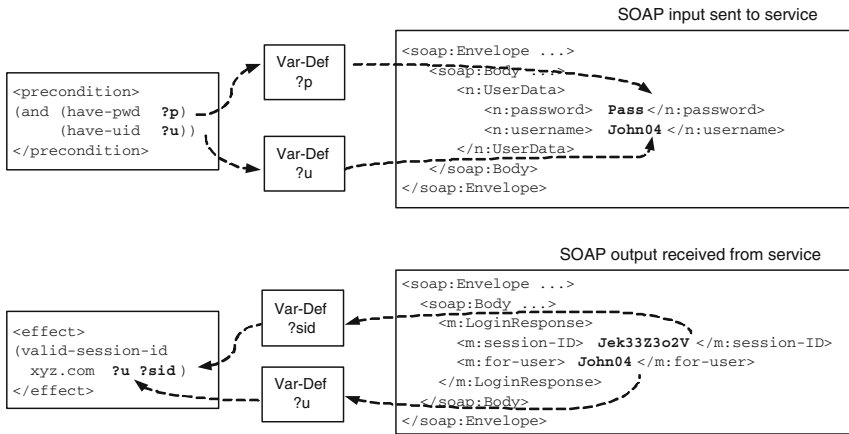 SOAP input sent to service
<precondition>
(and (have-pwd ?p)
(have-uid ?u))
</precondition>
Var-Def
?p
Var-Def
?u
<soap:Envelope ...>
<soap:Body ...>
<n:UserData>
<n:password> Pass</n:password>
<n:username> John04 </n:username>
</n:UserData>
</soap:Body>
</soap:Envelope>
SOAP output received from service
<effect>
(valid-session-id
xyz.com ?u ?sid )
</effect>
Var-Def
?sid
Var-Def
?u
<soap:Envelope ...>
<soap:Body ...>
<m:LoginResponse>
<m:session-ID> Jek33Z3o2V </m:session-ID>
<m:for-user> John04 </m:for-user>
</m:LoginResponse>
</soap:Body>
</soap:Envelope>